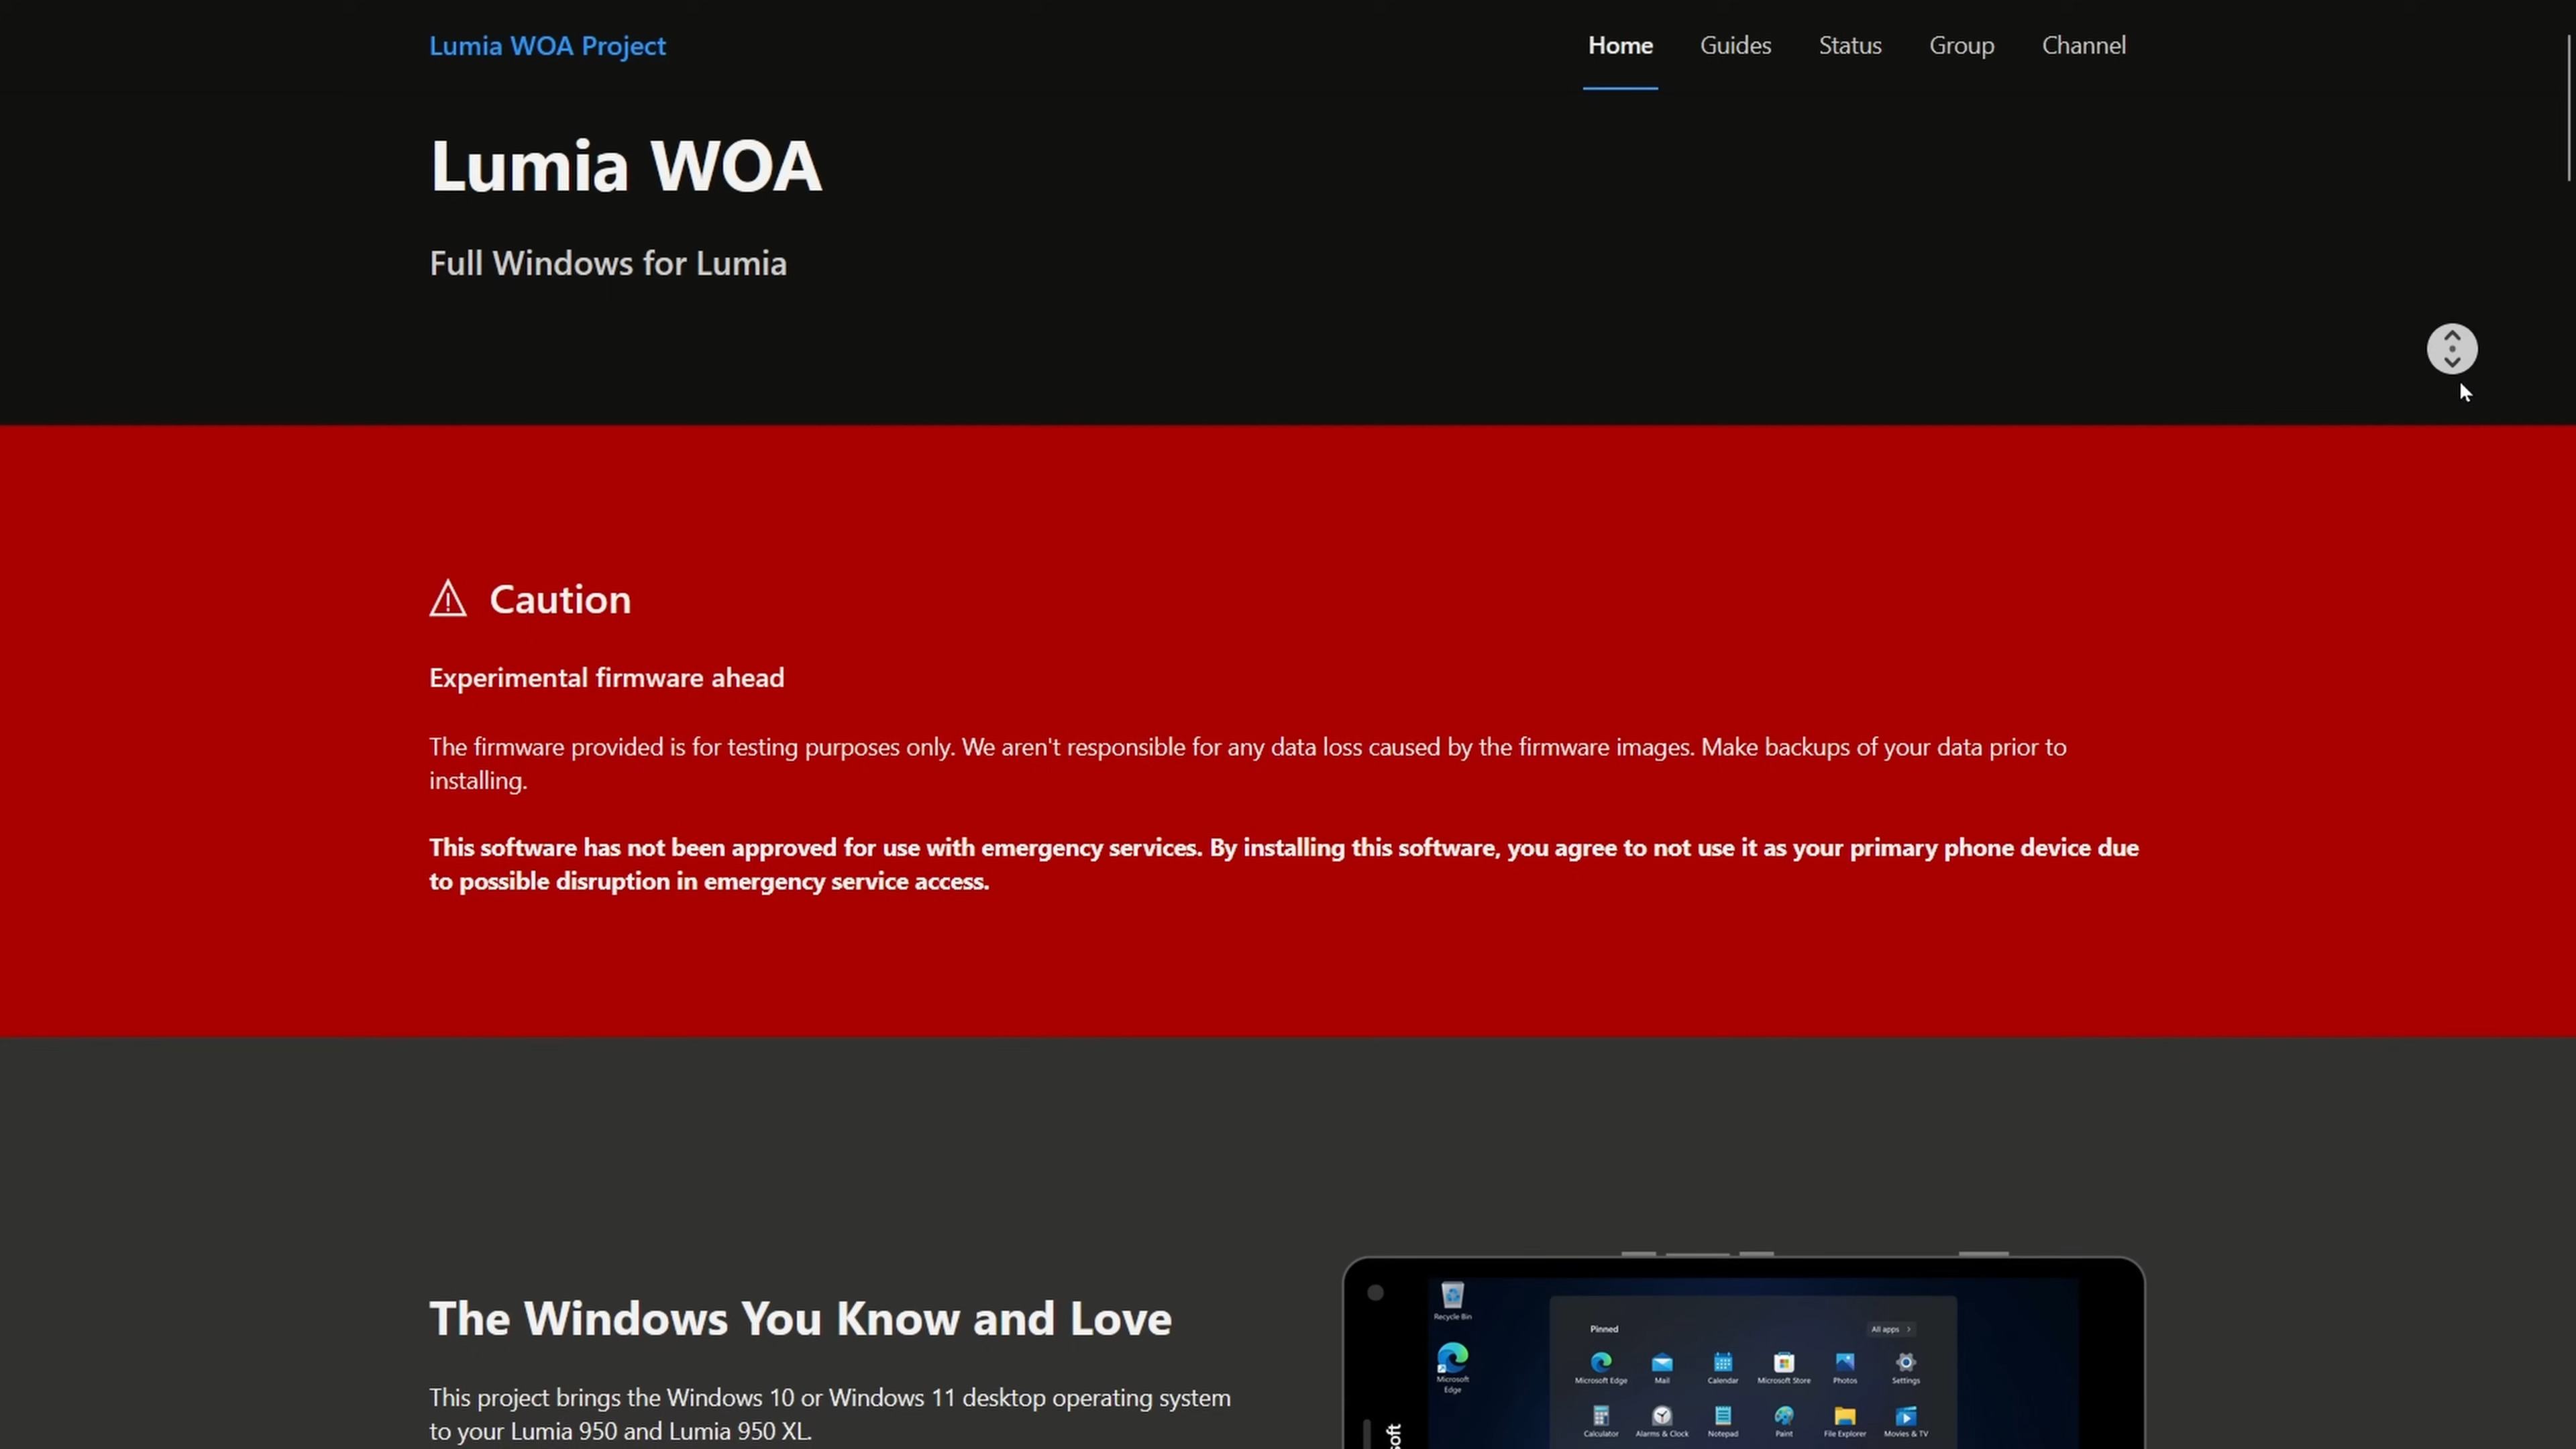 Lumia WOA Project
Home Guides Status Group Channel
Lumia WOA
Full Windows for Lumia
Caution
Experimental firmware ahead
The firmware provided is for testing purposes only. We aren't responsible for any data loss caused by the firmware images. Make backups of your data prior to
installing.
This software has not been approved for use with emergency services. By installing this software, you agree to not use it as your primary phone device due
to possible disruption in emergency service access.
The Windows You Know and Love
This project brings the Windows 10 or Windows 11 desktop operating system
to your Lumia 950 and Lumia 950 XL.
Recycle Bin
Microsoft
Edge
Pinned All apps
Microsoft Edge Mail Calendar Microsoft Store Photos Settings
Calculator Alarms & Clock Notepad Paint File Explorer Movies & TV
soft